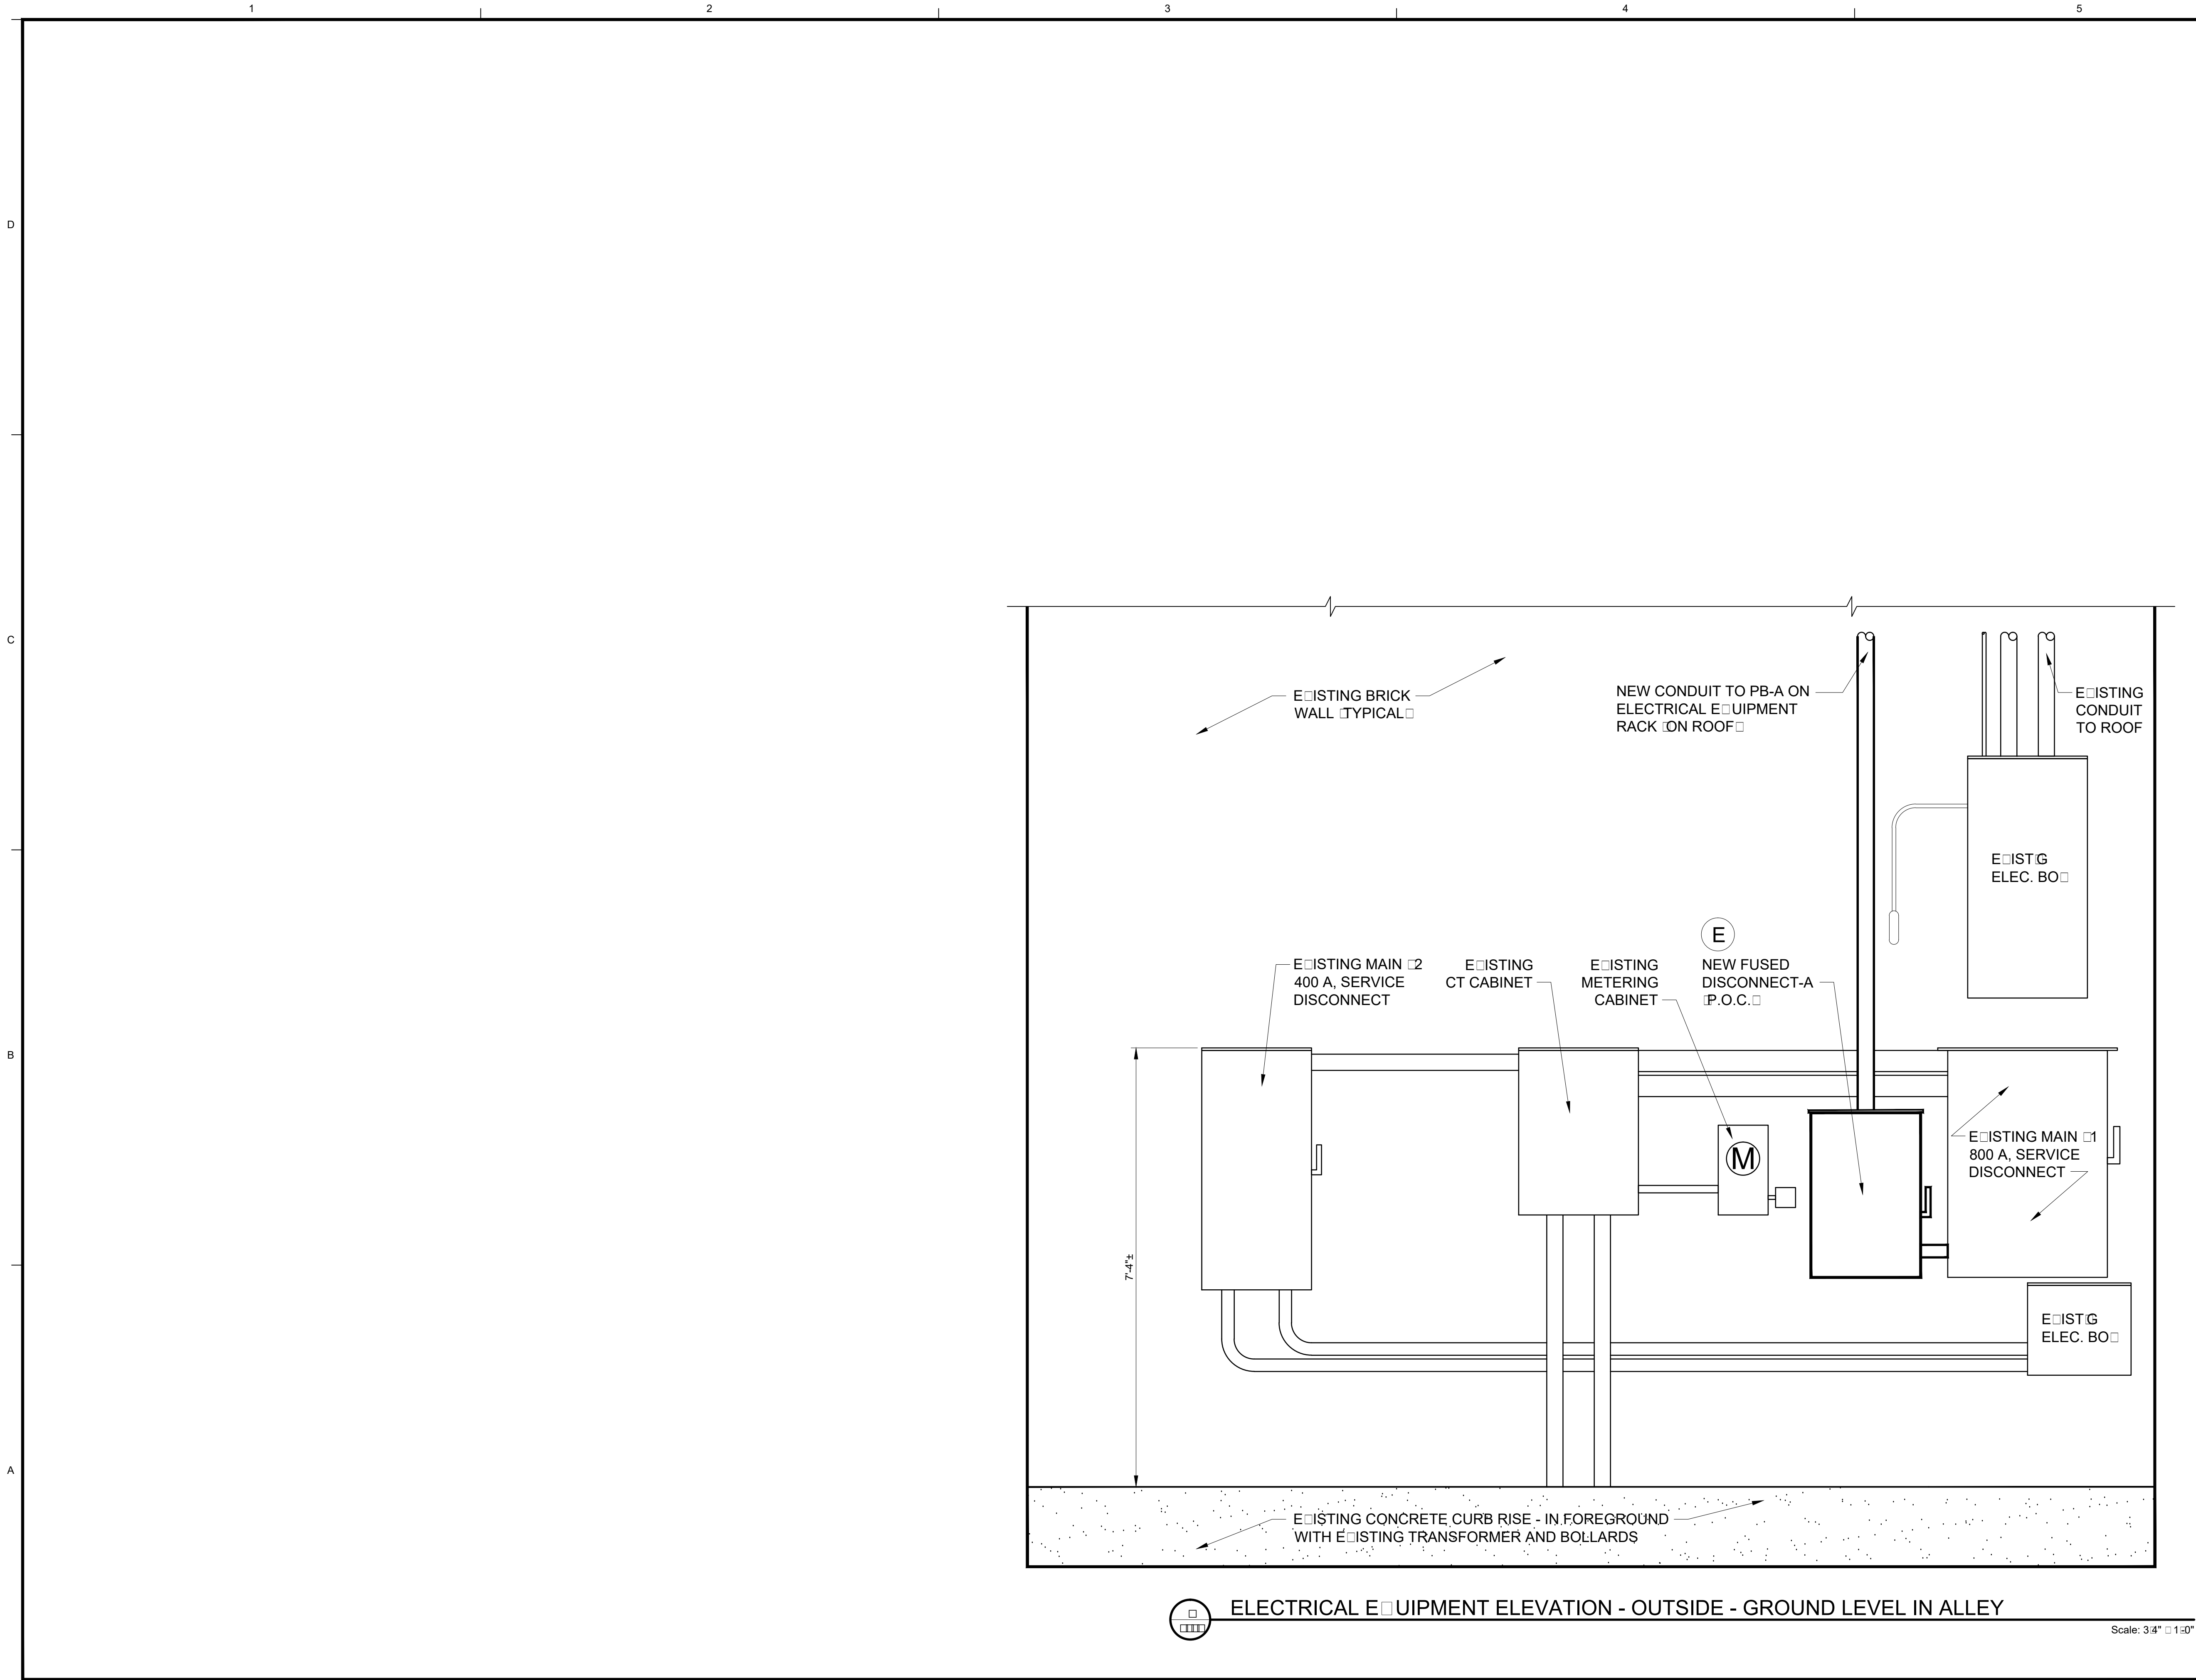 1 2 3 4 5
D
C
B
A
E□ISTING BRICK
WALL □TYPICAL□
NEW CONDUIT TO PB-A ON
ELECTRICAL E□UIPMENT
RACK □ON ROOF□
E□ISTING
CONDUIT
TO ROOF
E□IST□G
ELEC. BO□
E
E□ISTING MAIN □2
400 A, SERVICE
DISCONNECT
E□ISTING
CT CABINET
E□ISTING
METERING
CABINET
NEW FUSED
DISCONNECT-A
□P.O.C.□
M
E□ISTING MAIN □1
800 A, SERVICE
DISCONNECT
7'-4"±
E□IST□G
ELEC. BO□
E□ISTING CONCRETE CURB RISE - IN FOREGROUND
WITH E□ISTING TRANSFORMER AND BOLLARDS
□
□□□□
ELECTRICAL E□UIPMENT ELEVATION - OUTSIDE - GROUND LEVEL IN ALLEY
Scale: 3□4" □ 1□-0"